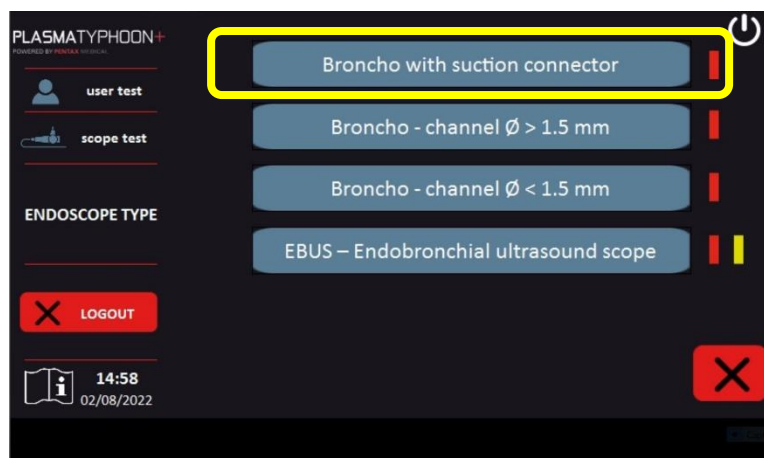 PLASMATYPHOON+
POWERED BY PENTAX MEDICAL
user test
scope test
ENDOSCOPE TYPE
LOGOUT
14:58
02/08/2022
Broncho with suction connector
Broncho - channel Ø > 1.5 mm
Broncho - channel Ø < 1.5 mm
EBUS – Endobronchial ultrasound scope